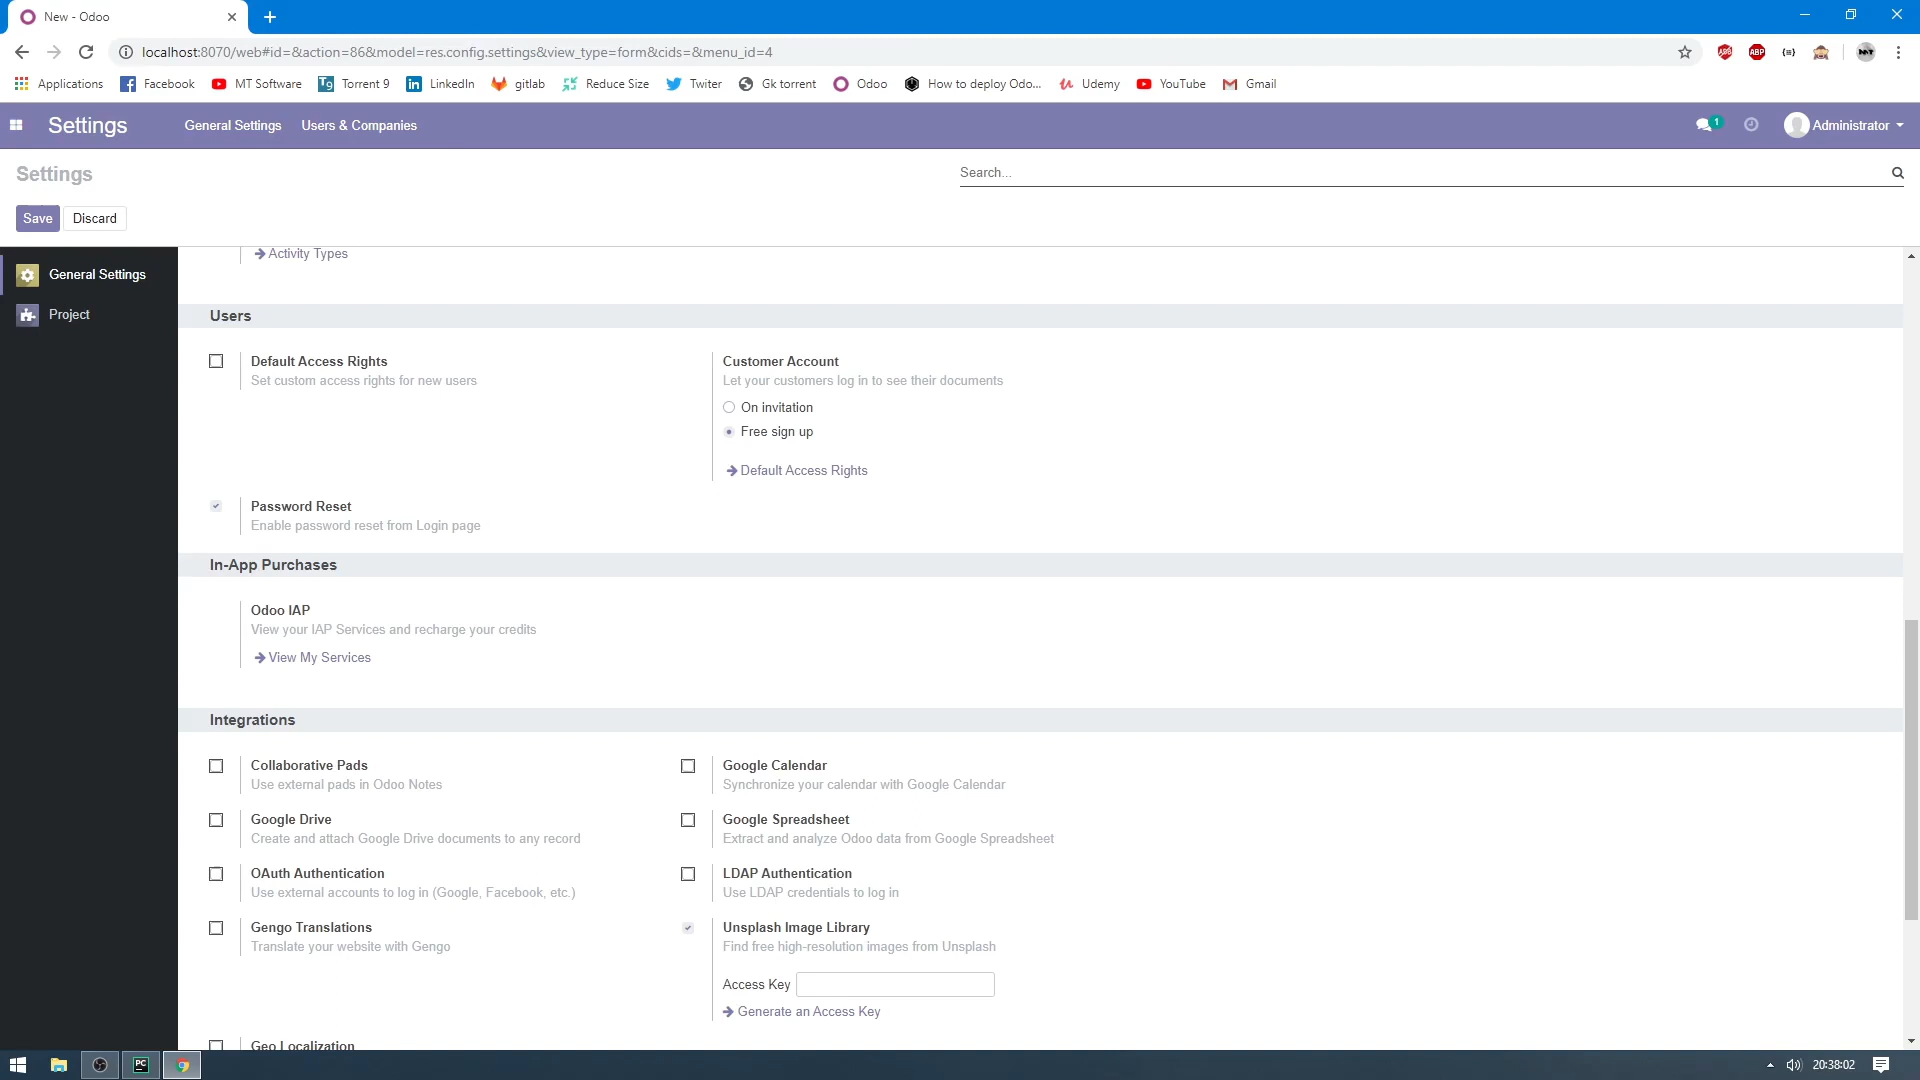 New - Odoo
localhost:8070/web#id=&action=86&model=res.config.settings&view_type=form&cids=&menu_id=4
ABP
Applications Facebook MT Software Torrent 9 LinkedIn gitlab Reduce Size Twiter Gk torrent Odoo How to deploy Odo... Udemy YouTube Gmail
Settings General Settings Users & Companies 1 Administrator
Settings Search...
Save Discard
General Settings
Project
Activity Types
Users
Default Access Rights
Set custom access rights for new users
Customer Account
Let your customers log in to see their documents
On invitation
Free sign up
Default Access Rights
Password Reset
Enable password reset from Login page
In-App Purchases
Odoo IAP
View your IAP Services and recharge your credits
View My Services
Integrations
Collaborative Pads
Use external pads in Odoo Notes
Google Calendar
Synchronize your calendar with Google Calendar
Google Drive
Create and attach Google Drive documents to any record
Google Spreadsheet
Extract and analyze Odoo data from Google Spreadsheet
OAuth Authentication
Use external accounts to log in (Google, Facebook, etc.)
LDAP Authentication
Use LDAP credentials to log in
Gengo Translations
Translate your website with Gengo
Unsplash Image Library
Find free high-resolution images from Unsplash
Access Key
Generate an Access Key
Geo Localization
PC
20:38:02